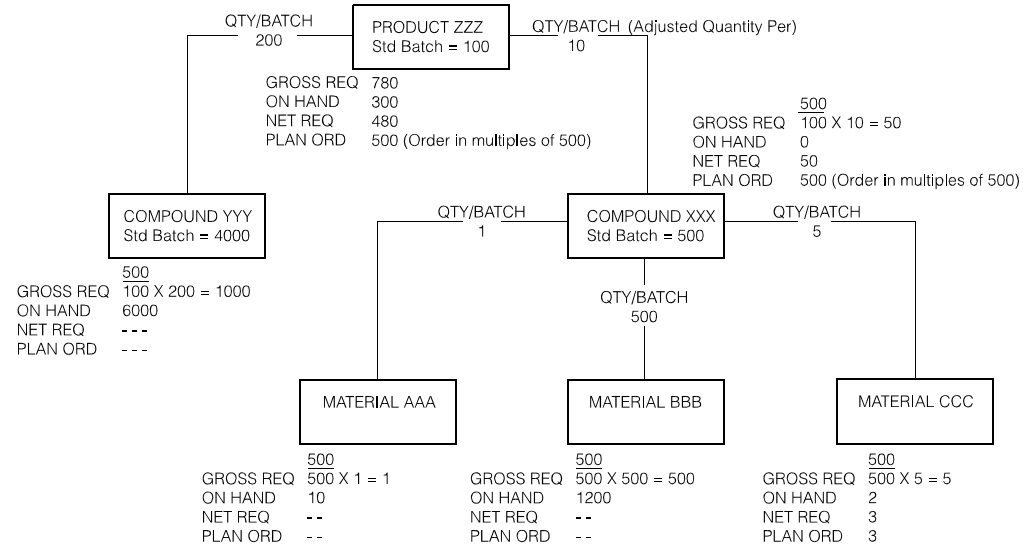 QTY/BATCH
200
PRODUCT ZZZ
Std Batch = 100
QTY/BATCH (Adjusted Quantity Per)
10
GROSS REQ 780
ON HAND 300
NET REQ 480
PLAN ORD 500 (Order in multiples of 500)
500
GROSS REQ 100 X 10 = 50
ON HAND 0
NET REQ 50
PLAN ORD 500 (Order in multiples of 500)
COMPOUND YYY
Std Batch = 4000
500
GROSS REQ 100 X 200 = 1000
ON HAND 6000
NET REQ - - -
PLAN ORD - - -
QTY/BATCH
1
COMPOUND XXX
Std Batch = 500
QTY/BATCH
5
QTY/BATCH
500
MATERIAL AAA
500
GROSS REQ 500 X 1 = 1
ON HAND 10
NET REQ - -
PLAN ORD - -
MATERIAL BBB
500
GROSS REQ 500 X 500 = 500
ON HAND 1200
NET REQ - -
PLAN ORD - -
MATERIAL CCC
500
GROSS REQ 500 X 5 = 5
ON HAND 2
NET REQ 3
PLAN ORD 3